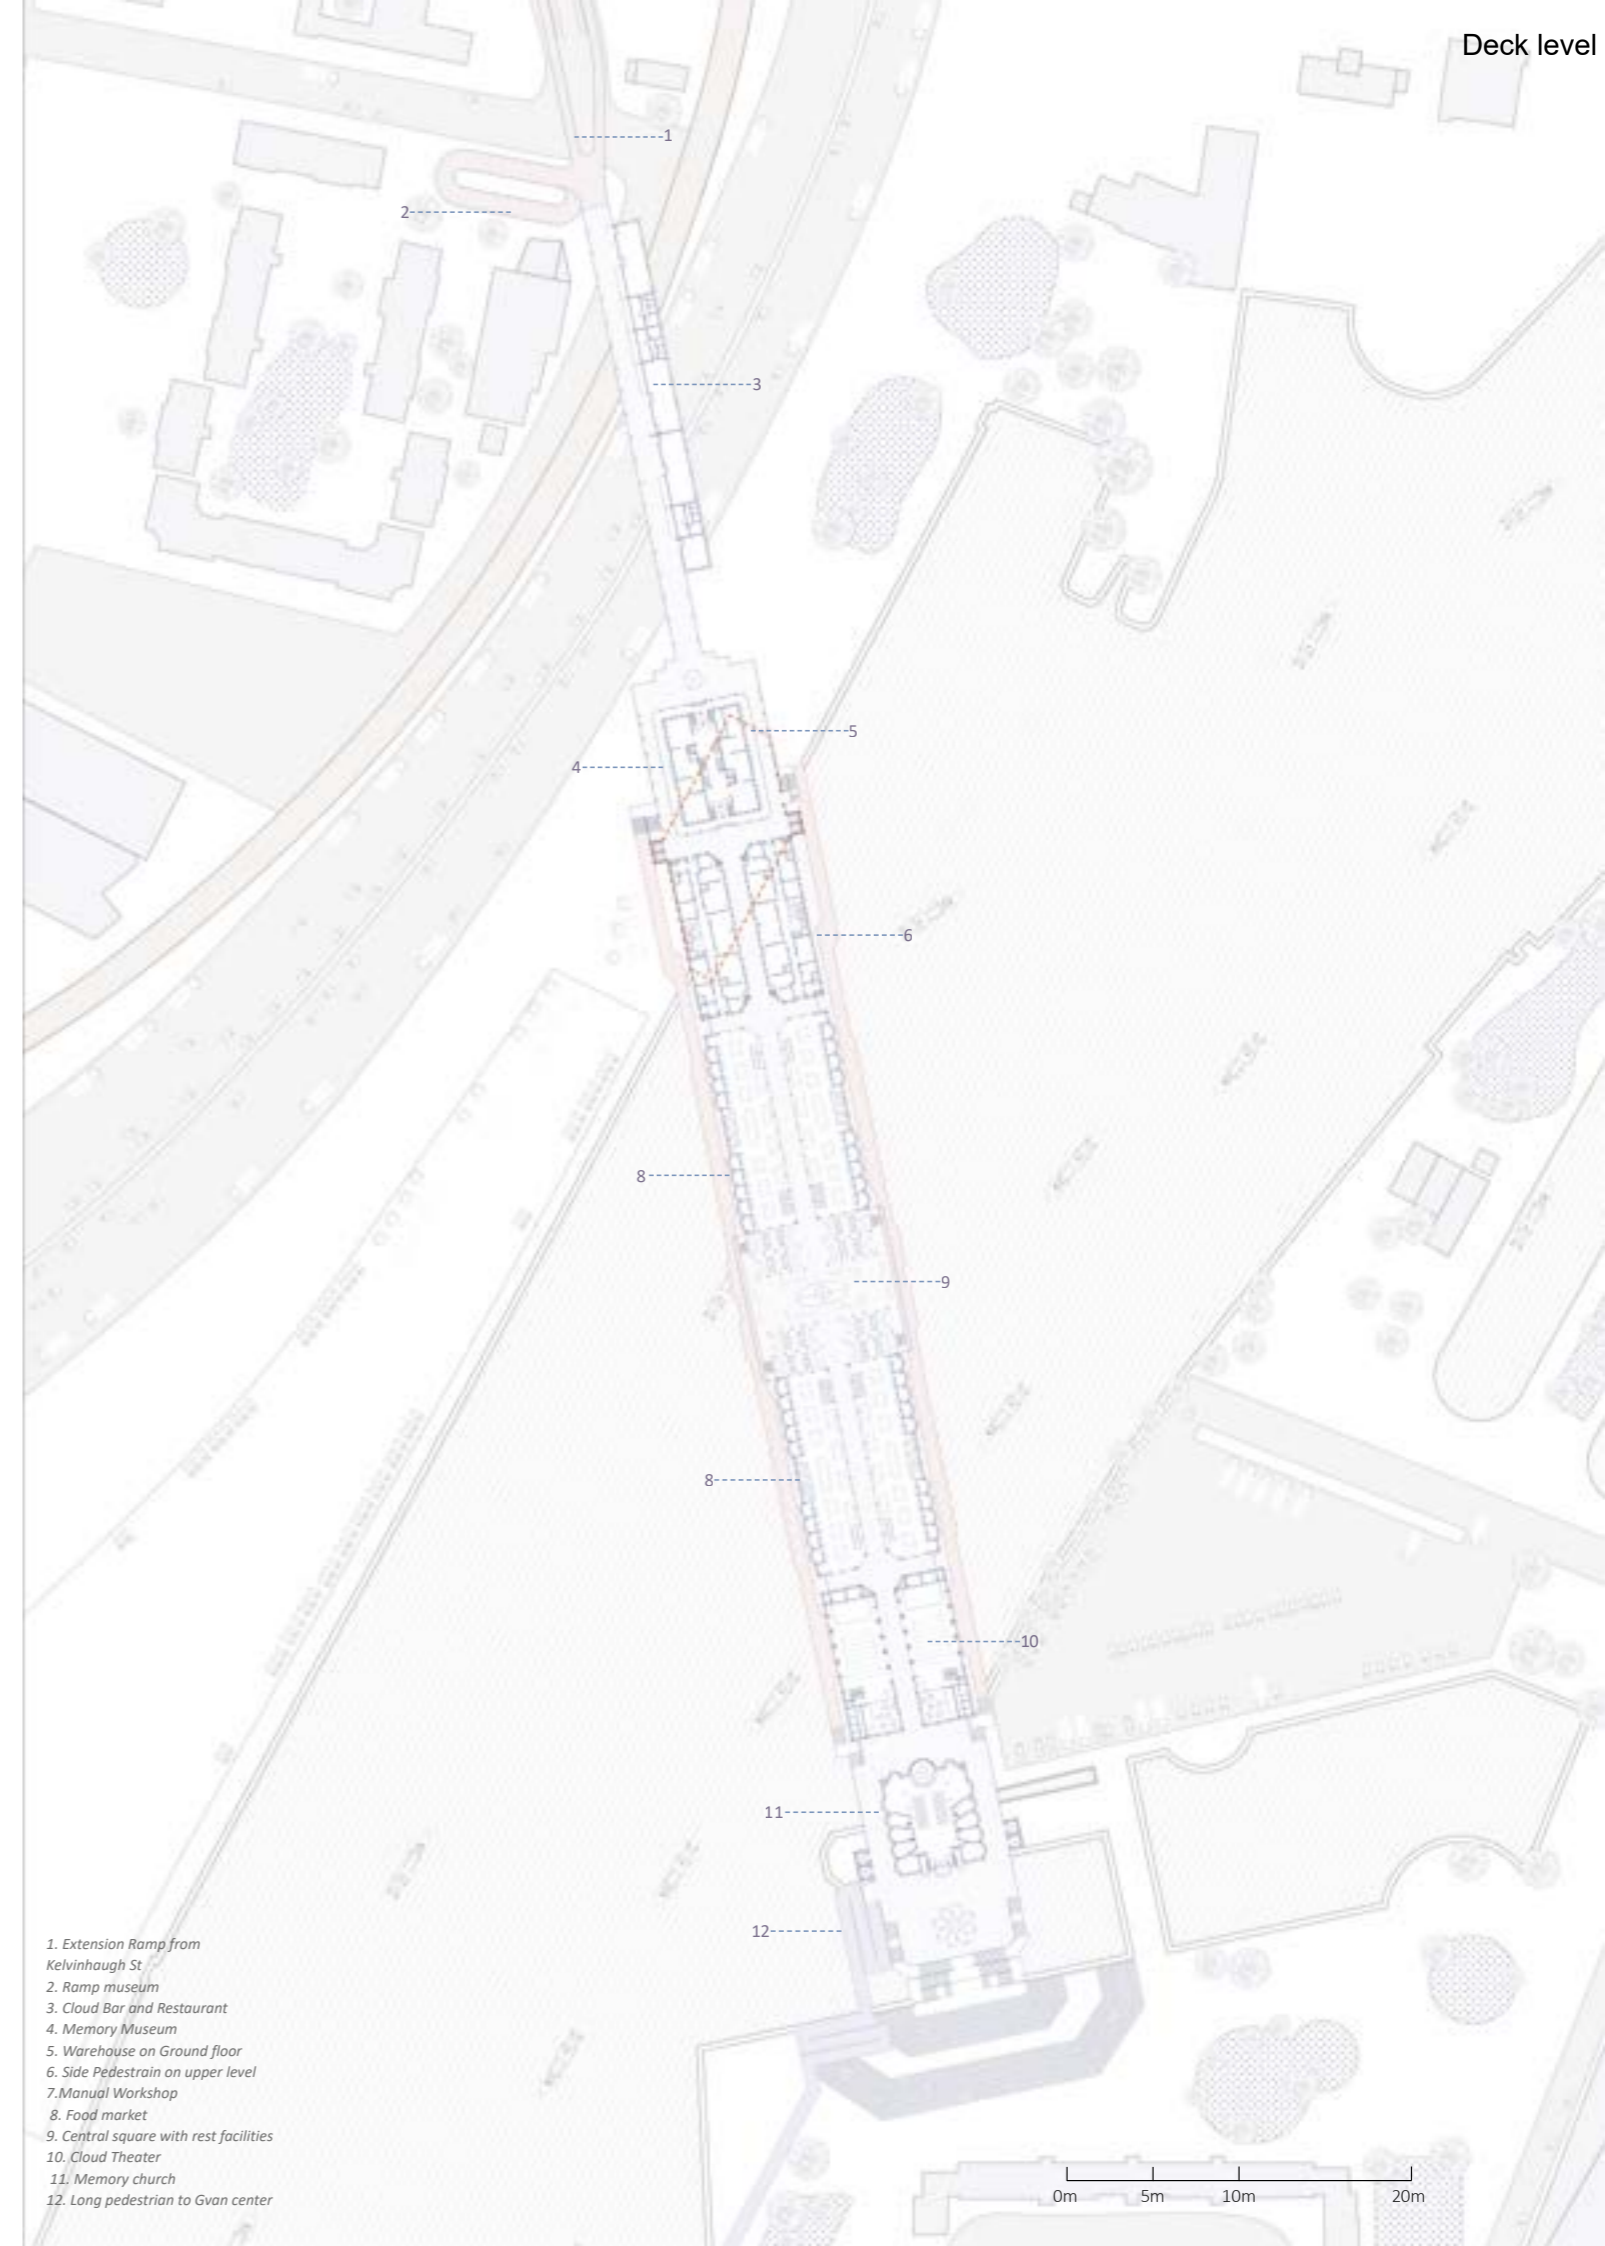 Deck level
1
2
3
5
4
6
8
9
8
10
11
12
1. Extension Ramp from
Kelvinhaugh St
2. Ramp museum
3. Cloud Bar and Restaurant
4. Memory Museum
5. Warehouse on Ground floor
6. Side Pedestrain on upper level
7.Manual Workshop
8. Food market
9. Central square with rest facilities
10. Cloud Theater
11. Memory church
12. Long pedestrian to Gvan center
0m 5m 10m 20m